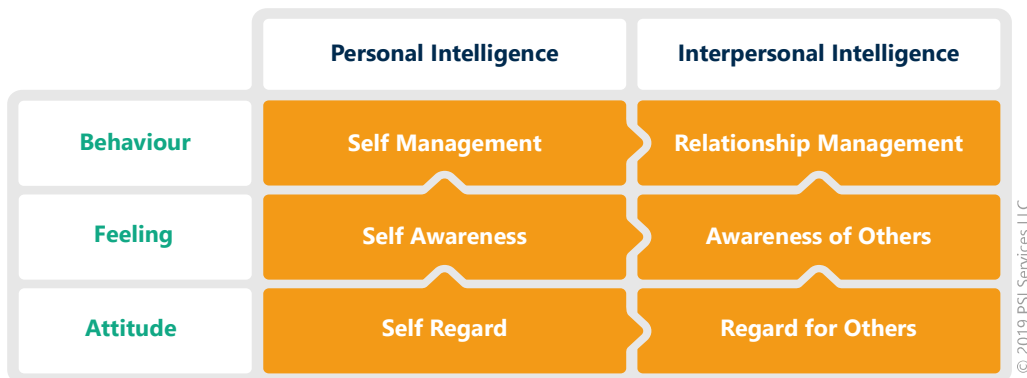 Personal Intelligence
Interpersonal Intelligence
Behaviour
Self Management
Relationship Management
Feeling
Self Awareness
Awareness of Others
Attitude
Self Regard
Regard for Others
© 2019 PSI Services LLC